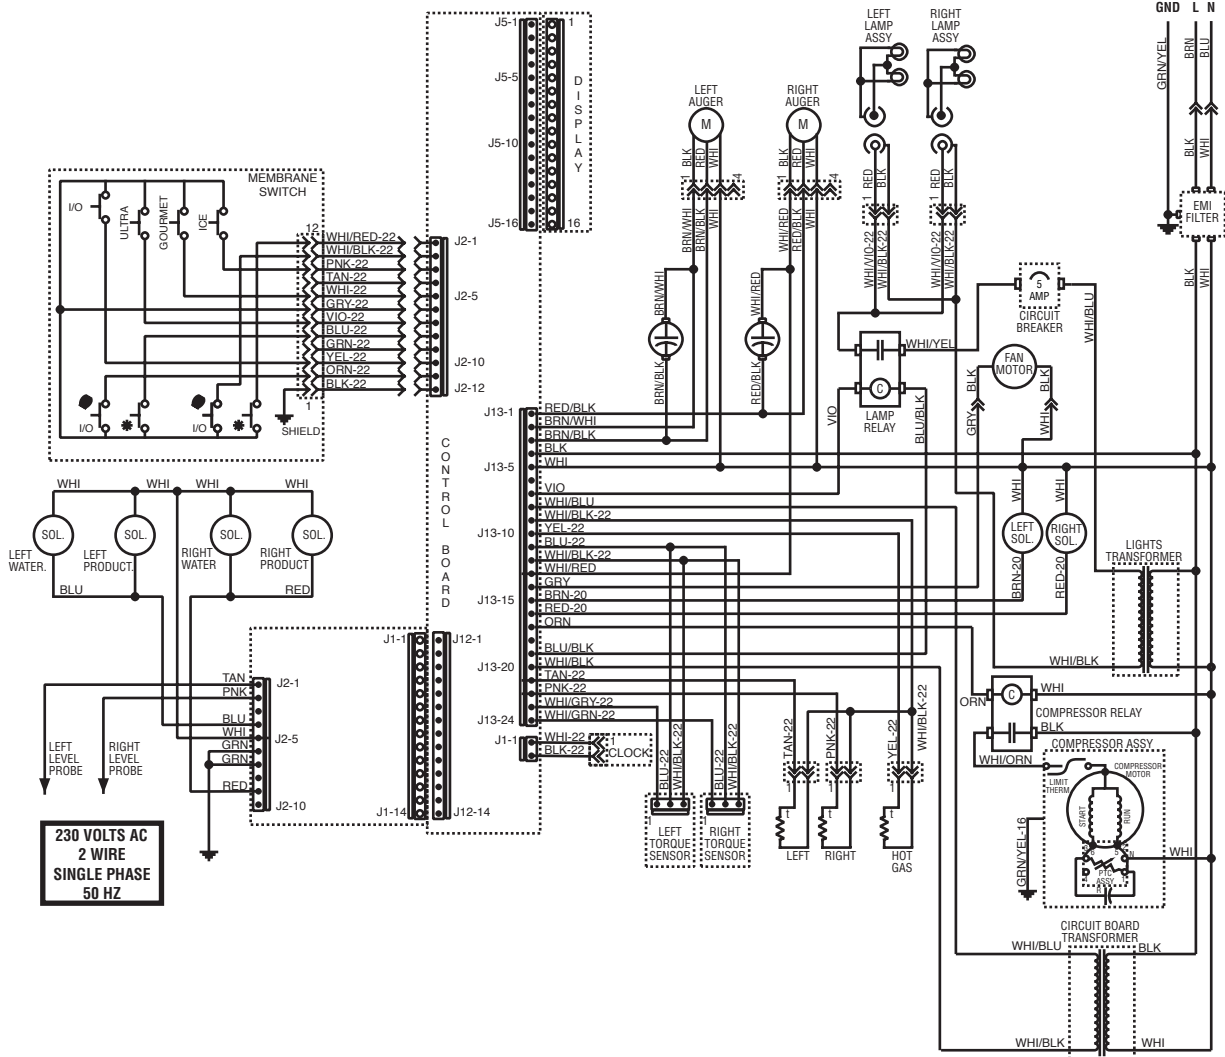 GND L N
GRN/YEL
BRN
BLU
BLK
WHI
EMI
FILTER
BLK
WHI
J5-1
J5-5
J5-10
J5-16
1
16
DISPLAY
LEFT
AUGER
M
RIGHT
AUGER
M
LEFT
LAMP
ASSY
RIGHT
LAMP
ASSY
BLK
RED
WHI
1
4
BLK
RED
WHI
1
4
RED
BLK
1
RED
BLK
1
BRN/WHI
BRN/BLK
WHI
WHI/RED
RED/BLK
WHI
WHI/VIO-22
WHI/BLK-22
WHI/VIO-22
WHI/BLK-22
BRN/WHI
BRN/BLK
WHI/RED
RED/BLK
5
AMP
CIRCUIT
BREAKER
WHI/BLU
WHI/YEL
C
LAMP
RELAY
VIO
BLU/BLK
FAN
MOTOR
BLK
BLK
GRY
WHI
MEMBRANE
SWITCH
I/O
ULTRA
GOURMET
ICE
12
WHI/RED-22
WHI/BLK-22
PNK-22
TAN-22
WHI-22
GRY-22
VIO-22
BLU-22
GRN-22
YEL-22
ORN-22
BLK-22
1
J2-1
J2-5
J2-10
J2-12
I/O
I/O
SHIELD
CONTROL BOARD
J13-1
J13-5
J13-10
J13-15
J13-20
J13-24
RED/BLK
BRN/WHI
BRN/BLK
BLK
WHI
VIO
WHI/BLU
WHI/BLK-22
YEL-22
BLU-22
WHI/BLK-22
WHI/RED
GRY
BRN-20
RED-20
ORN
BLU/BLK
WHI/BLK
TAN-22
PNK-22
WHI/GRY-22
WHI/GRN-22
J1-1
WHI-22
BLK-22
1
CLOCK
WHI
WHI
WHI
WHI
SOL.
SOL.
SOL.
SOL.
LEFT
WATER.
LEFT
PRODUCT.
RIGHT
WATER
RIGHT
PRODUCT
BLU
RED
WHI
WHI
LEFT
SOL.
RIGHT
SOL.
BRN-20
RED-20
LIGHTS
TRANSFORMER
WHI/BLK
J1-1
J12-1
J1-14
J12-14
TAN
PNK
BLU
WHI
GRN
GRN
RED
J2-1
J2-5
J2-10
LEFT
LEVEL
PROBE
RIGHT
LEVEL
PROBE
230 VOLTS AC
2 WIRE
SINGLE PHASE
50 HZ
BLU-22
WHI/BLK-22
1
LEFT
TORQUE
SENSOR
BLU-22
WHI/BLK-22
1
RIGHT
TORQUE
SENSOR
TAN-22
PNK-22
YEL-22
WHI/BLK-22
1
1
1
t
t
t
LEFT
RIGHT
HOT
GAS
ORN
C
WHI
COMPRESSOR RELAY
BLK
WHI/ORN
COMPRESSOR ASSY
LIMIT
THERM.
COMPRESSOR
MOTOR
START
RUN
GRN/YEL-16
N
PTC
ASSY
R
WHI
CIRCUIT BOARD
TRANSFORMER
WHI/BLU
BLK
WHI/BLK
WHI